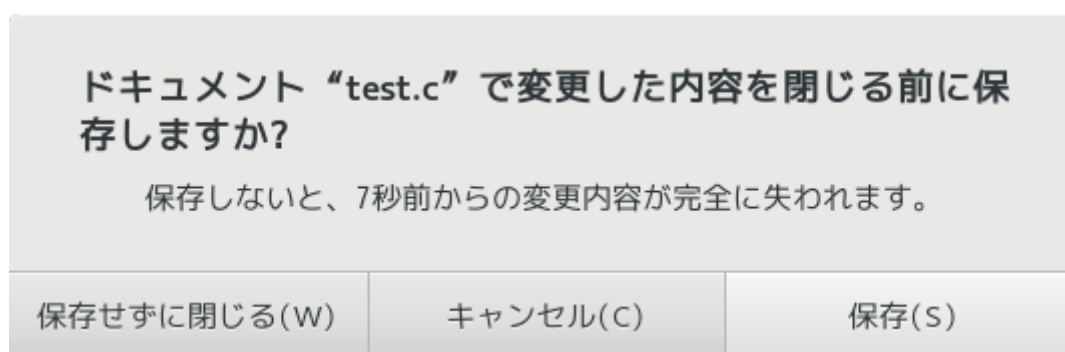 ドキュメント“test.c”で変更した内容を閉じる前に保
存しますか?
保存しないと、7秒前からの変更内容が完全に失われます。
保存せずに閉じる(W)
キャンセル(C)
保存(S)